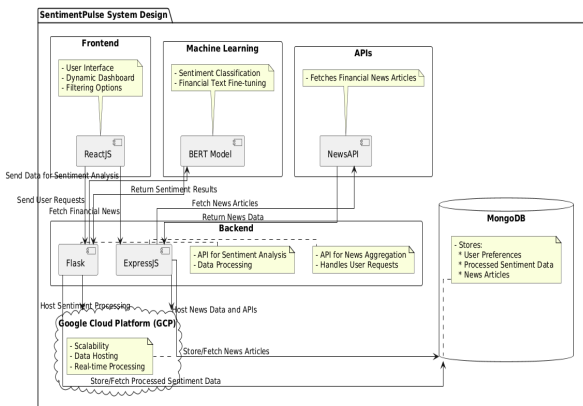 SentimentPulse System Design
Frontend
- User Interface
- Dynamic Dashboard
- Filtering Options
ReactJS
Machine Learning
- Sentiment Classification
- Financial Text Fine-tuning
BERT Model
APIs
- Fetches Financial News Articles
NewsAPI
Send Data for Sentiment Analysis
Return Sentiment Results
Send User Requests
Fetch News Articles
Fetch Financial News
Return News Data
Backend
Flask
ExpressJS
- API for Sentiment Analysis
- Data Processing
- API for News Aggregation
- Handles User Requests
MongoDB
- Stores:
* User Preferences
* Processed Sentiment Data
* News Articles
Host Sentiment Processing
Host News Data and APIs
Google Cloud Platform (GCP)
- Scalability
- Data Hosting
- Real-time Processing
Store/Fetch News Articles
Store/Fetch Processed Sentiment Data